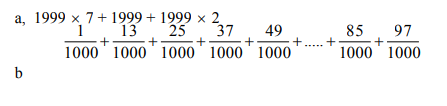 a, 1999 × 7 + 1999 + 1999 × 2
1/1000 + 13/1000 + 25/1000 + 37/1000 + 49/1000 + ..... + 85/1000 + 97/1000
b